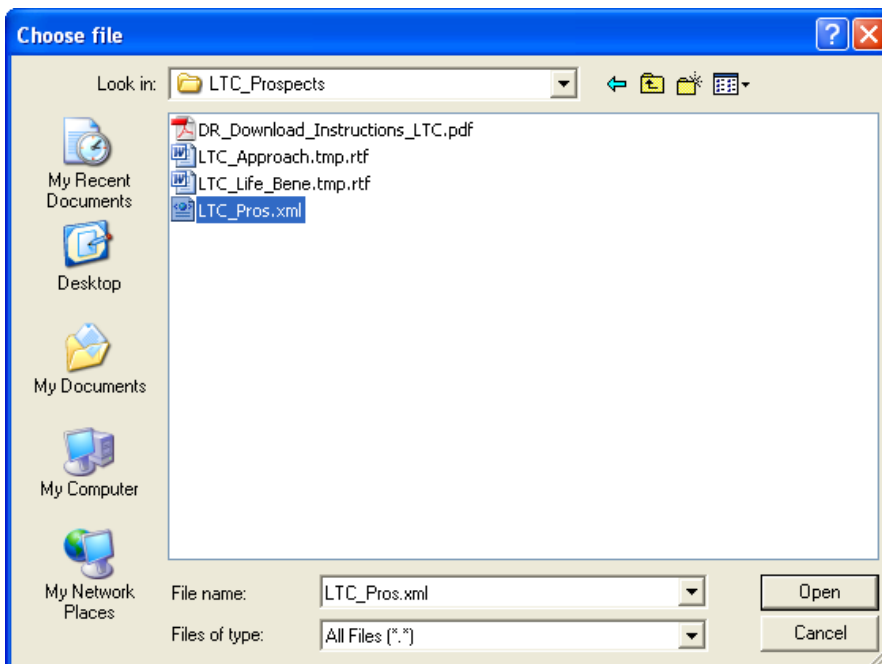 Choose file
Look in:
LTC_Prospects
DR_Download_Instructions_LTC.pdf
LTC_Approach.tmp.rtf
LTC_Life_Bene.tmp.rtf
LTC_Pros.xml
My Recent
Documents
Desktop
My Documents
My Computer
My Network
Places
File name:
LTC_Pros.xml
Open
Files of type:
All Files (*.*)
Cancel